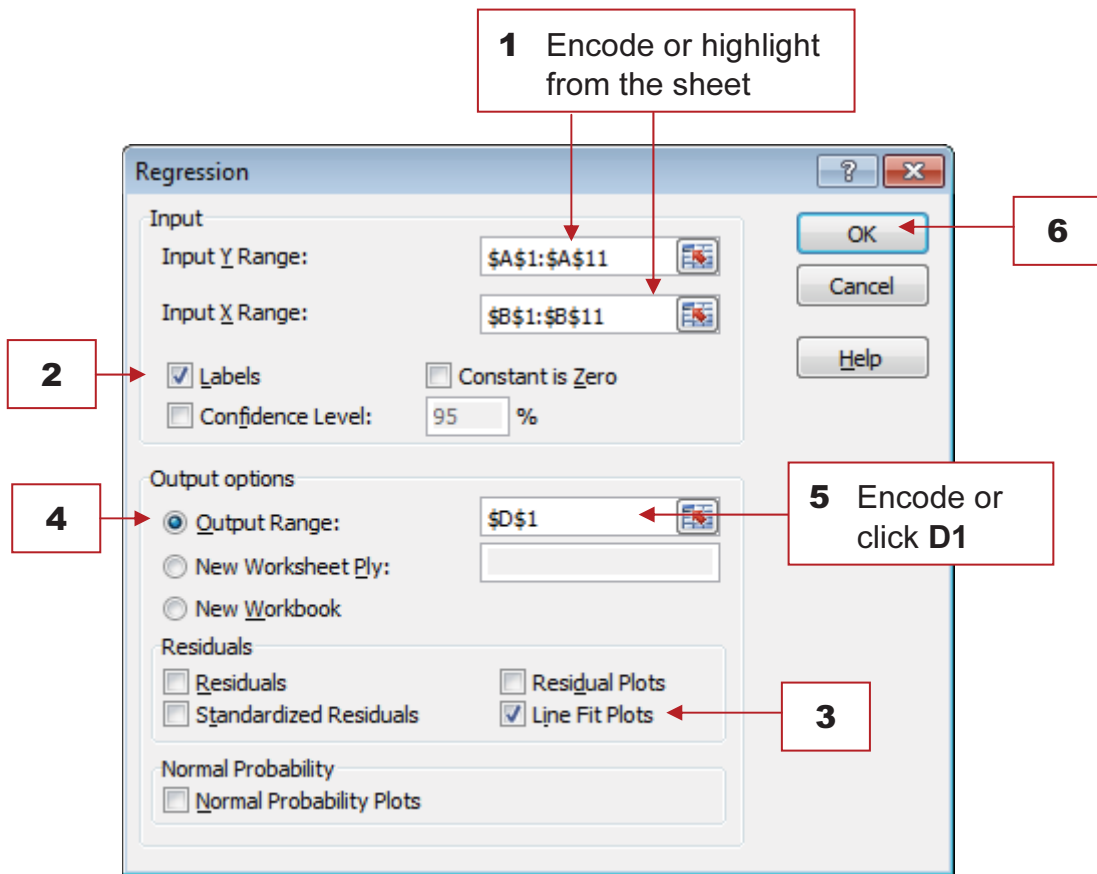 1 Encode or highlight
from the sheet
Regression
Input
Input Y Range: $A$1:$A$11
Input X Range: $B$1:$B$11
2
Labels Constant is Zero
Confidence Level: 95 %
OK
6
Cancel
Help
Output options
4
Output Range: $D$1
5 Encode or
click D1
New Worksheet Ply:
New Workbook
Residuals
Residuals Residual Plots
Standardized Residuals Line Fit Plots
3
Normal Probability
Normal Probability Plots